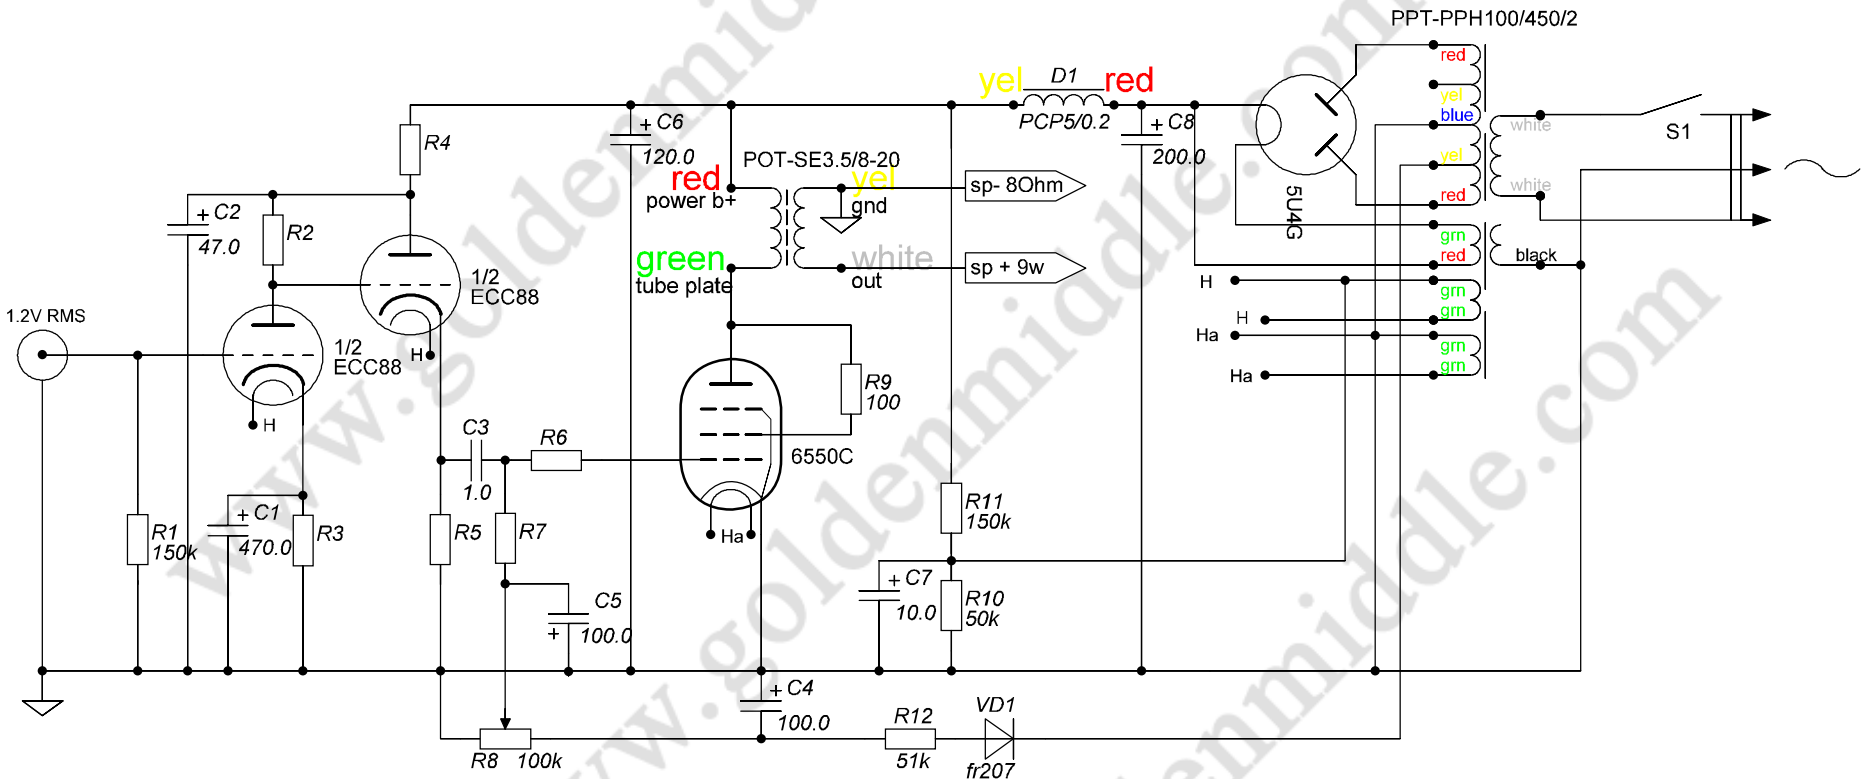 PPT-PPH100/450/2
red
yel
blue
yel
red
grn
red
grn
grn
grn
grn
white
white
black
S1
5U4G
H
H
Ha
Ha
yel
D1
red
PCP5/0.2
+ C8
200.0
R4
+ C6
120.0
POT-SE3.5/8-20
red
power b+
yel
gnd
sp- 8Ohm
green
tube plate
white
out
sp + 9w
+ C2
47.0
R2
1/2
ECC88
H
1.2V RMS
1/2
ECC88
H
R9
100
6550C
Ha
C3
1.0
R6
R1
150k
+ C1
470.0
R3
R5
R7
C5
+ 100.0
R11
150k
+ C7
10.0
R10
50k
+ C4
100.0
R8 100k
R12
51k
VD1
fr207
www.goldenmiddle.com
www.goldenmiddle.com
www.goldenmiddle.com